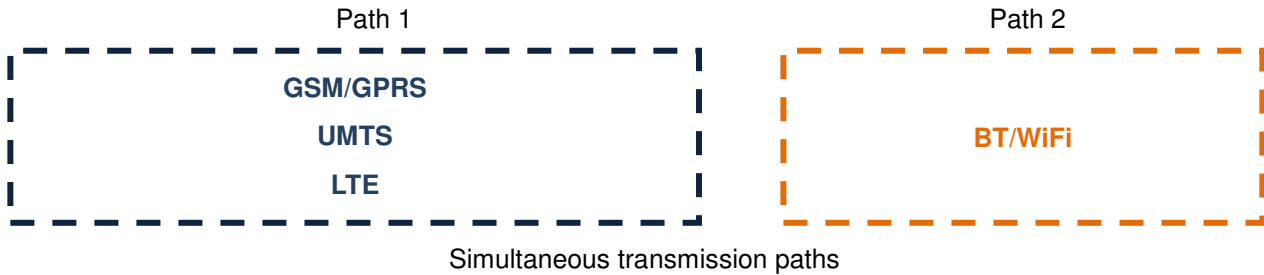 Path 1
Path 2
GSM/GPRS
UMTS
LTE
BT/WiFi
Simultaneous transmission paths